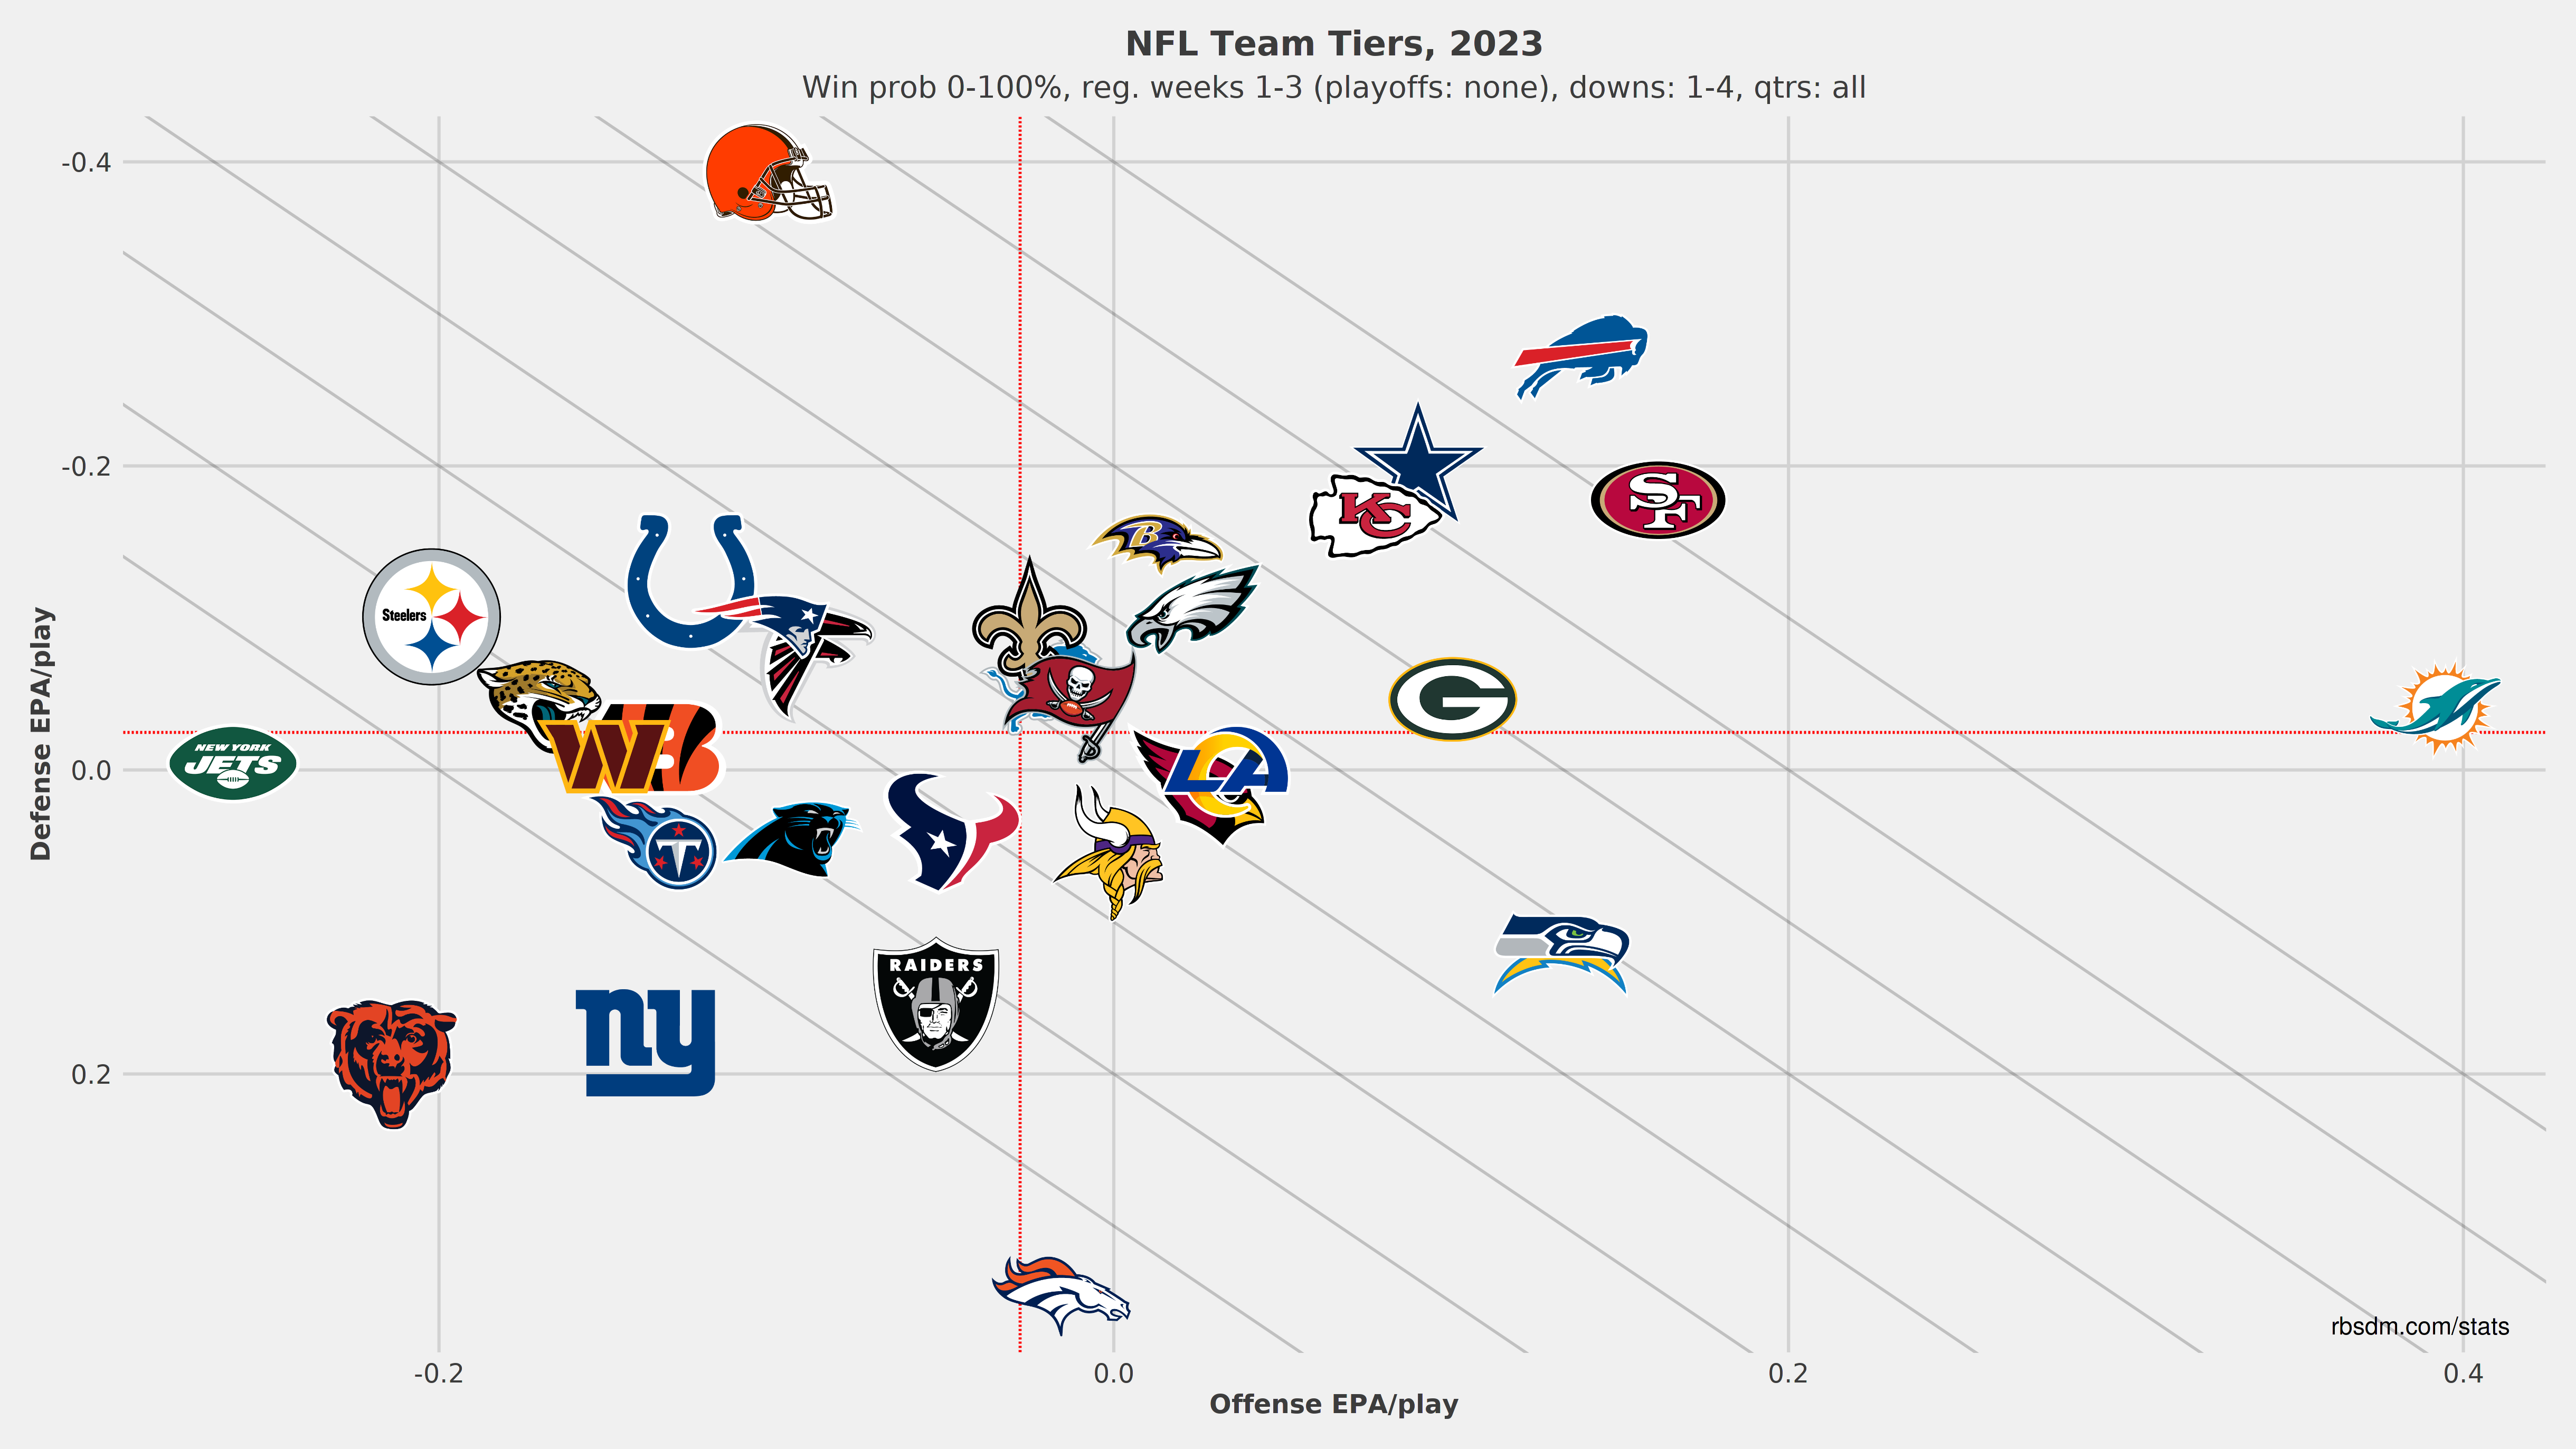 NFL Team Tiers, 2023
Win prob 0-100%, reg. weeks 1-3 (playoffs: none), downs: 1-4, qtrs: all
Defense EPA/play
-0.4
-0.2
0.0
0.2
B
KC
SF
Steelers
G
NEW YORK
JETS
W
B
LA
T
RAIDERS
ny
rbsdm.com/stats
-0.2
0.0
0.2
0.4
Offense EPA/play